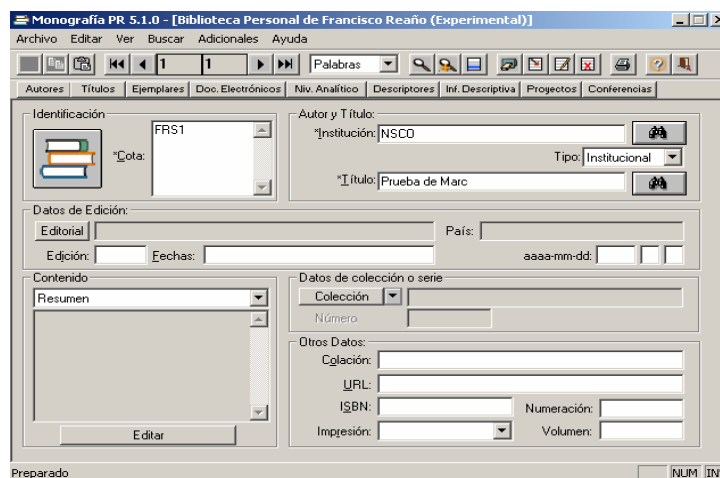 Monografía PR 5.1.0 - [Biblioteca Personal de Francisco Reaño (Experimental)]
Archivo Editar Ver Buscar Adicionales Ayuda
1 1 Palabras
Autores Títulos Ejemplares Doc. Electrónicos Niv. Analítico Descriptores Inf. Descriptiva Proyectos Conferencias
Identificación
*Cota: FRS1
Autor y Título:
*Institución: NSCO
Tipo: Institucional
*Título: Prueba de Marc
Datos de Edición:
Editorial País:
Edición: Fechas: aaaa-mm-dd:
Contenido
Resumen
Editar
Datos de colección o serie
Colección
Número
Otros Datos:
Colación:
URL:
ISBN: Numeración:
Impresión: Volumen:
Preparado NUM IN